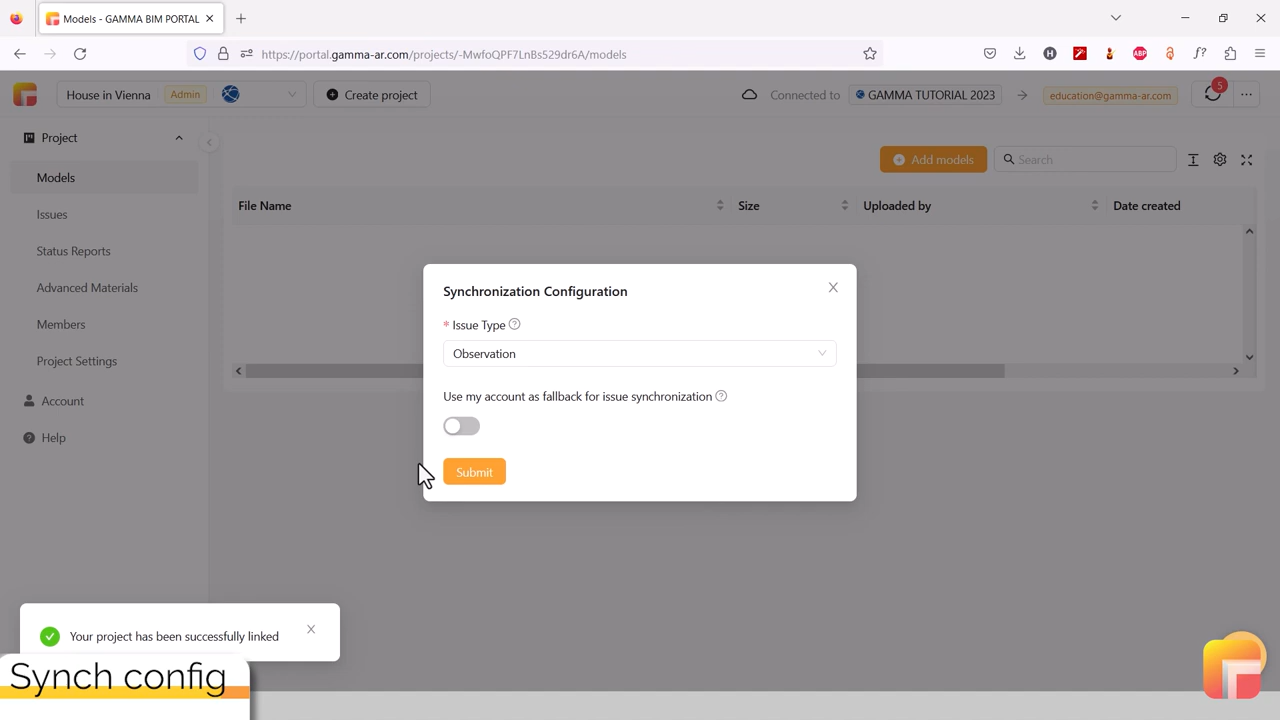 Models - GAMMA BIM PORTAL
https://portal.gamma-ar.com/projects/-MwfoQPF7LnBs529dr6A/models
House in Vienna Admin
Create project
Connected to GAMMA TUTORIAL 2023
education@gamma-ar.com
5
Project
Models
Issues
Status Reports
Advanced Materials
Members
Project Settings
Account
Help
Add models
Search
File Name Size Uploaded by Date created
Synchronization Configuration
* Issue Type
Observation
Use my account as fallback for issue synchronization
Submit
Your project has been successfully linked
Synch config